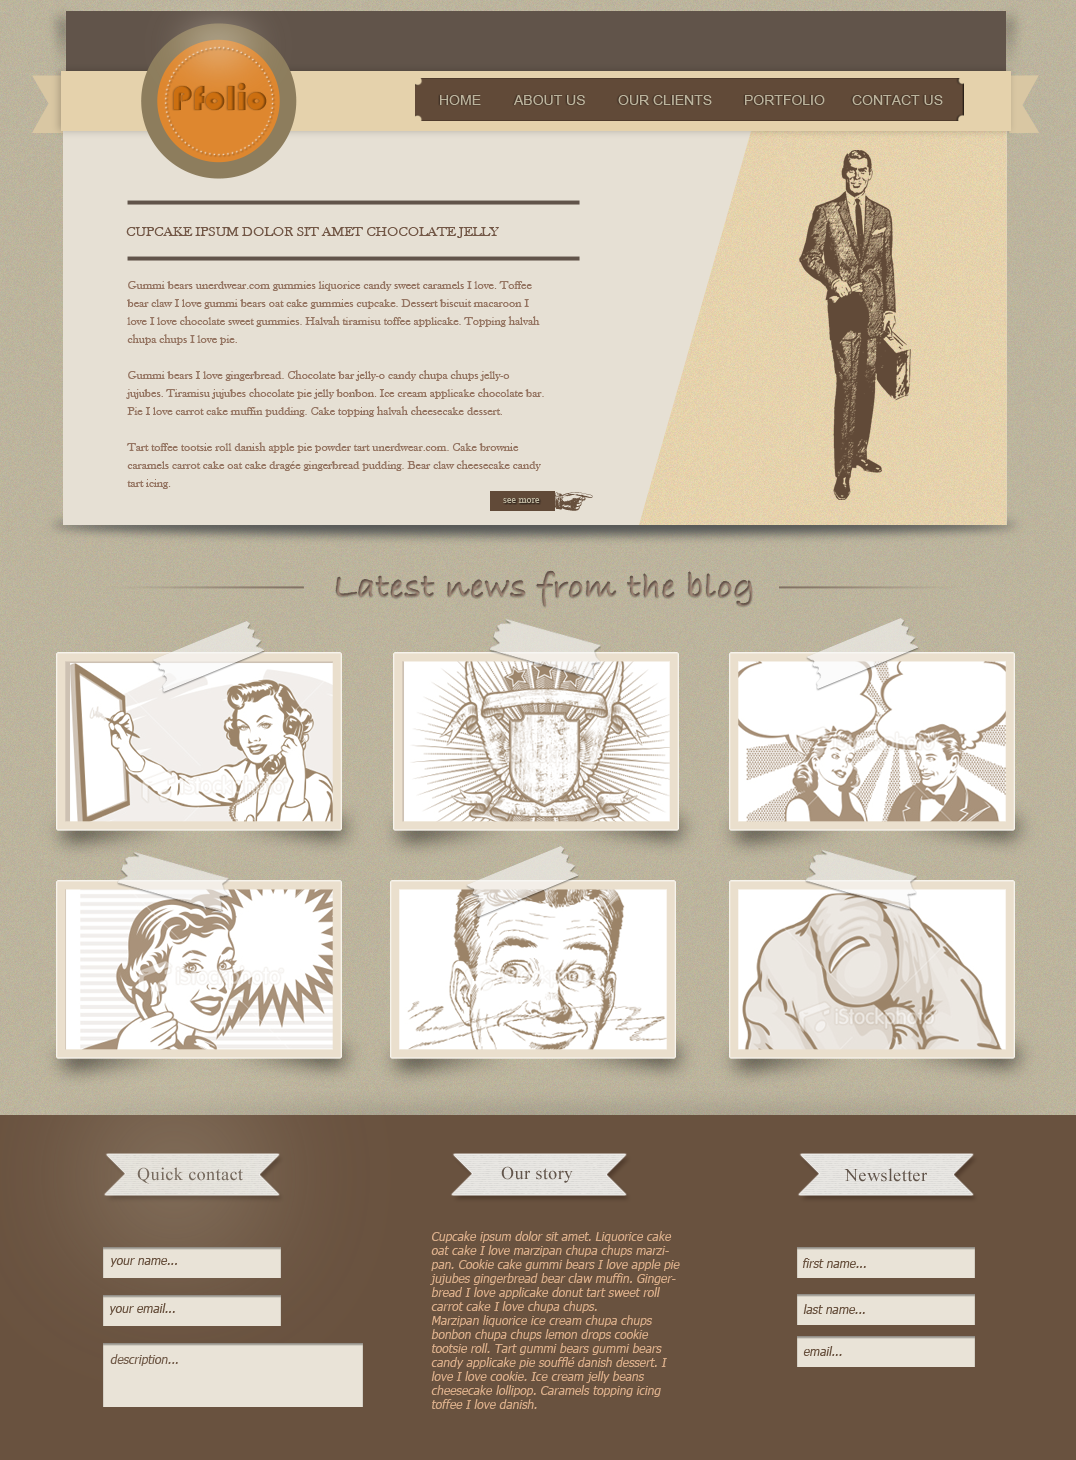 Pfolio
HOME ABOUT US OUR CLIENTS PORTFOLIO CONTACT US
CUPCAKE IPSUM DOLOR SIT AMET CHOCOLATE JELLY
Gummi bears unerdwear.com gummies liquorice candy sweet caramels I love. Toffee
bear claw I love gummi bears oat cake gummies cupcake. Dessert biscuit macaroon I
love I love chocolate sweet gummies. Halvah tiramisu toffee applicake. Topping halvah
chupa chups I love pie.
Gummi bears I love gingerbread. Chocolate bar jelly-o candy chupa chups jelly-o
jujubes. Tiramisu jujubes chocolate pie jelly bonbon. Ice cream applicake chocolate bar.
Pie I love carrot cake muffin pudding. Cake topping halvah cheesecake dessert.
Tart toffee tootsie roll danish apple pie powder tart unerdwear.com. Cake brownie
caramels carrot cake oat cake dragée gingerbread pudding. Bear claw cheesecake candy
tart icing.
see more
Latest news from the blog
iStockphoto
iStockphoto
iStockphoto
Quick contact
your name...
your email...
description...
Our story
Cupcake ipsum dolor sit amet. Liquorice cake
oat cake I love marzipan chupa chups marzi-
pan. Cookie cake gummi bears I love apple pie
jujubes gingerbread bear claw muffin. Ginger-
bread I love applicake donut tart sweet roll
carrot cake I love chupa chups.
Marzipan liquorice ice cream chupa chups
bonbon chupa chups lemon drops cookie
tootsie roll. Tart gummi bears gummi bears
candy applicake pie soufflé danish dessert. I
love I love cookie. Ice cream jelly beans
cheesecake lollipop. Caramels topping icing
toffee I love danish.
Newsletter
first name...
last name...
email...